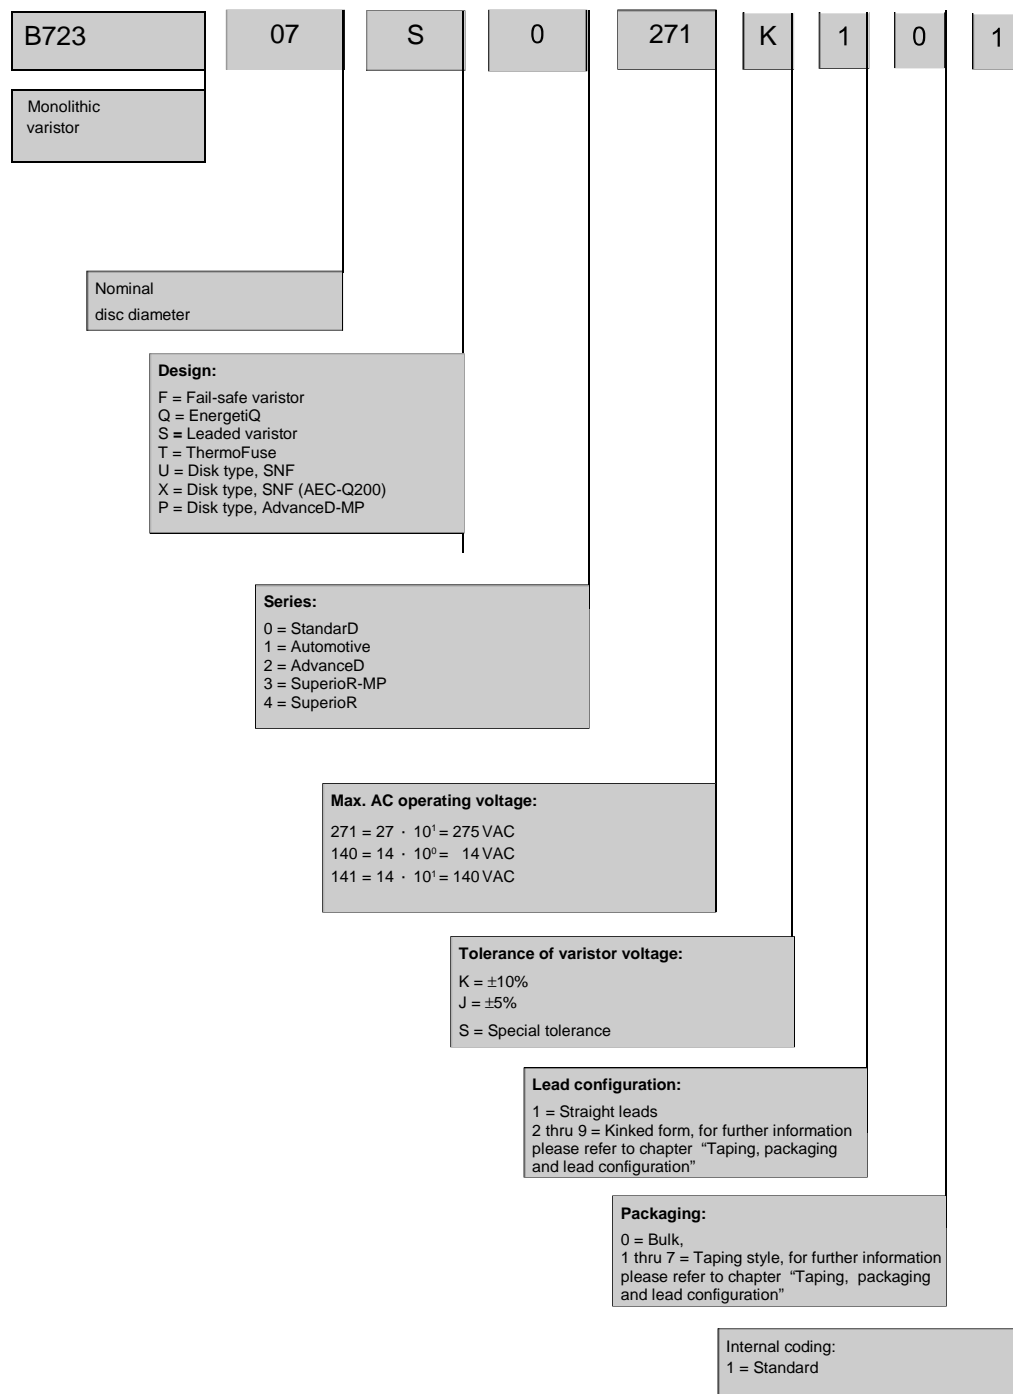 B723 07 S 0 271 K 1 0 1
Monolithic
varistor
Nominal
disc diameter
Design:
F = Fail-safe varistor
Q = EnergetiQ
S = Leaded varistor
T = ThermoFuse
U = Disk type, SNF
X = Disk type, SNF (AEC-Q200)
P = Disk type, AdvanceD-MP
Series:
0 = StandarD
1 = Automotive
2 = AdvanceD
3 = SuperioR-MP
4 = SuperioR
Max. AC operating voltage:
271 = 27 · 10¹ = 275 VAC
140 = 14 · 10⁰ = 14 VAC
141 = 14 · 10¹ = 140 VAC
Tolerance of varistor voltage:
K = ±10%
J = ±5%
S = Special tolerance
Lead configuration:
1 = Straight leads
2 thru 9 = Kinked form, for further information
please refer to chapter “Taping, packaging
and lead configuration”
Packaging:
0 = Bulk,
1 thru 7 = Taping style, for further information
please refer to chapter “Taping, packaging
and lead configuration”
Internal coding:
1 = Standard